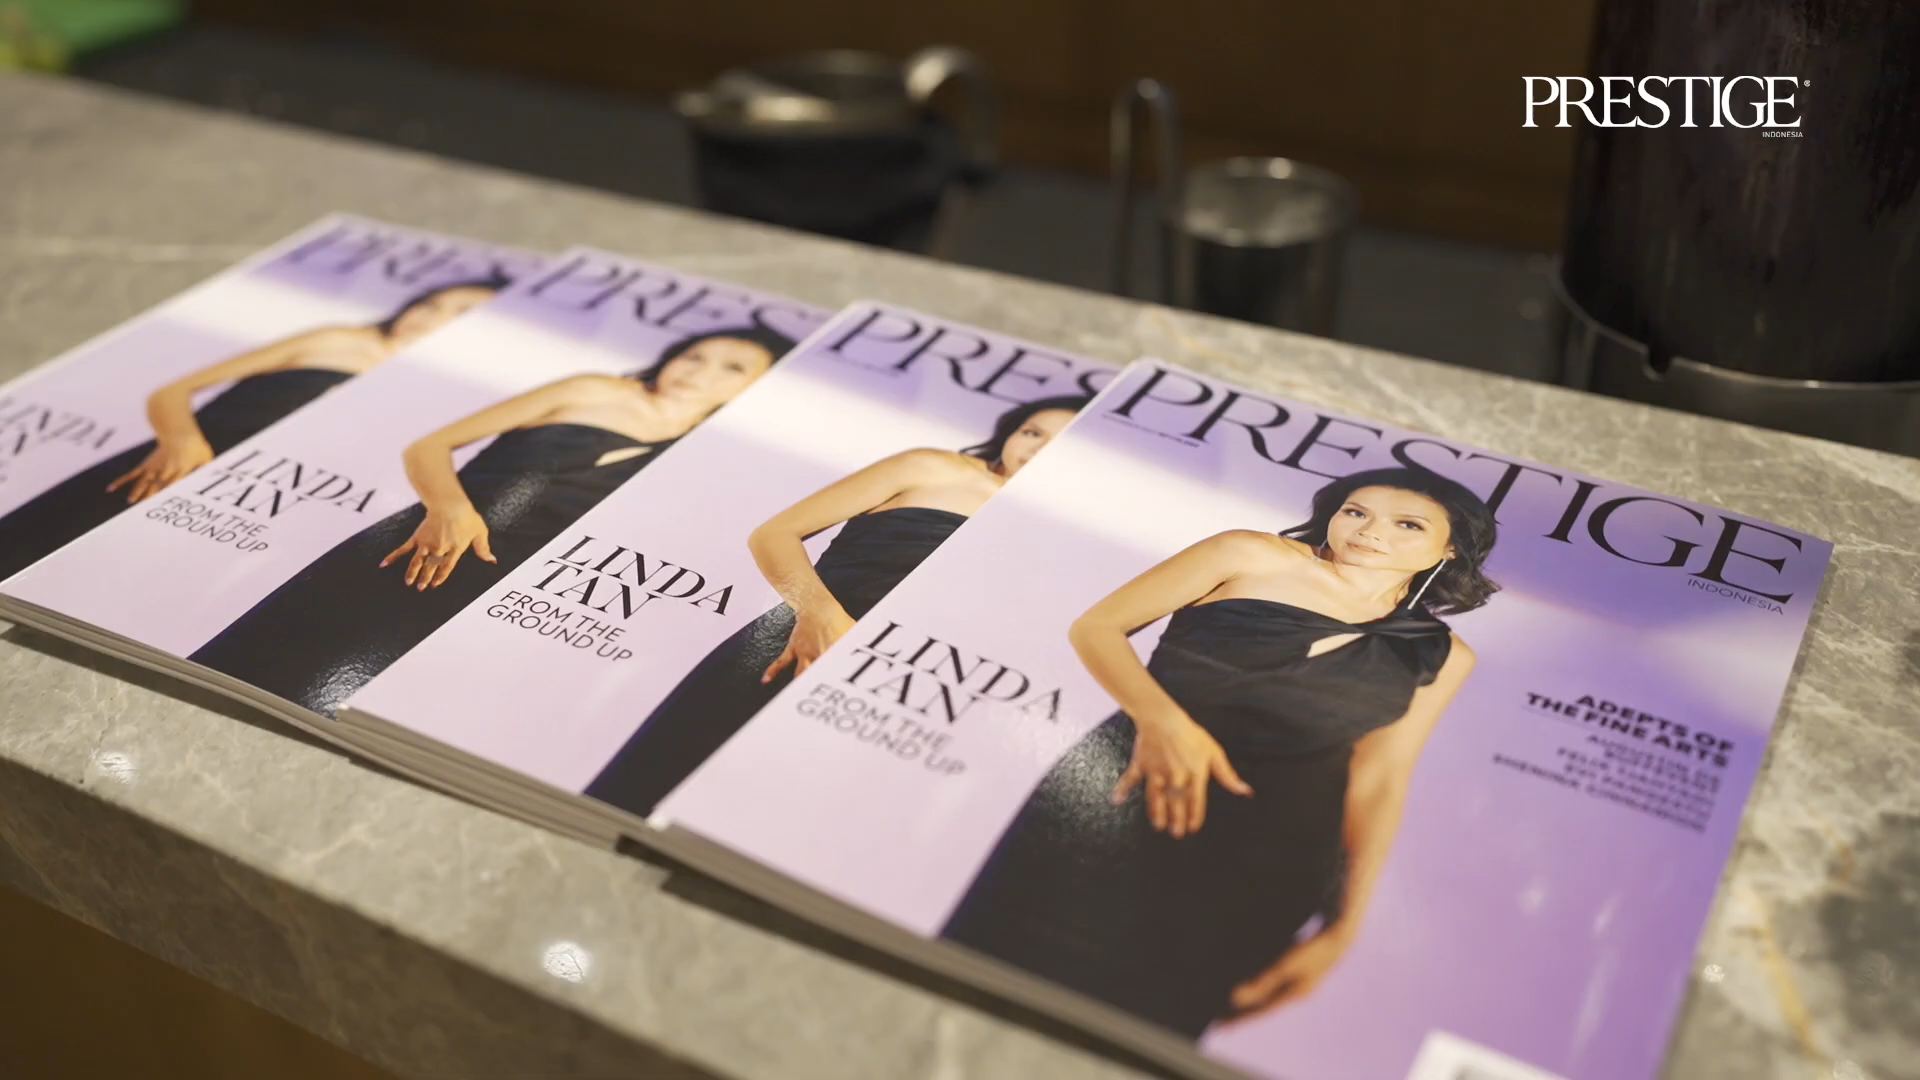 PRESTIGE
INDONESIA
PRES
LINDA
TAN
PRES
LINDA
TAN
FROM THE
GROUND UP
PRES
LINDA
TAN
FROM THE
GROUND UP
PRESTIGE
INDONESIA
LINDA
TAN
FROM THE
GROUND UP
ADEPTS OF
THE FINE ARTS